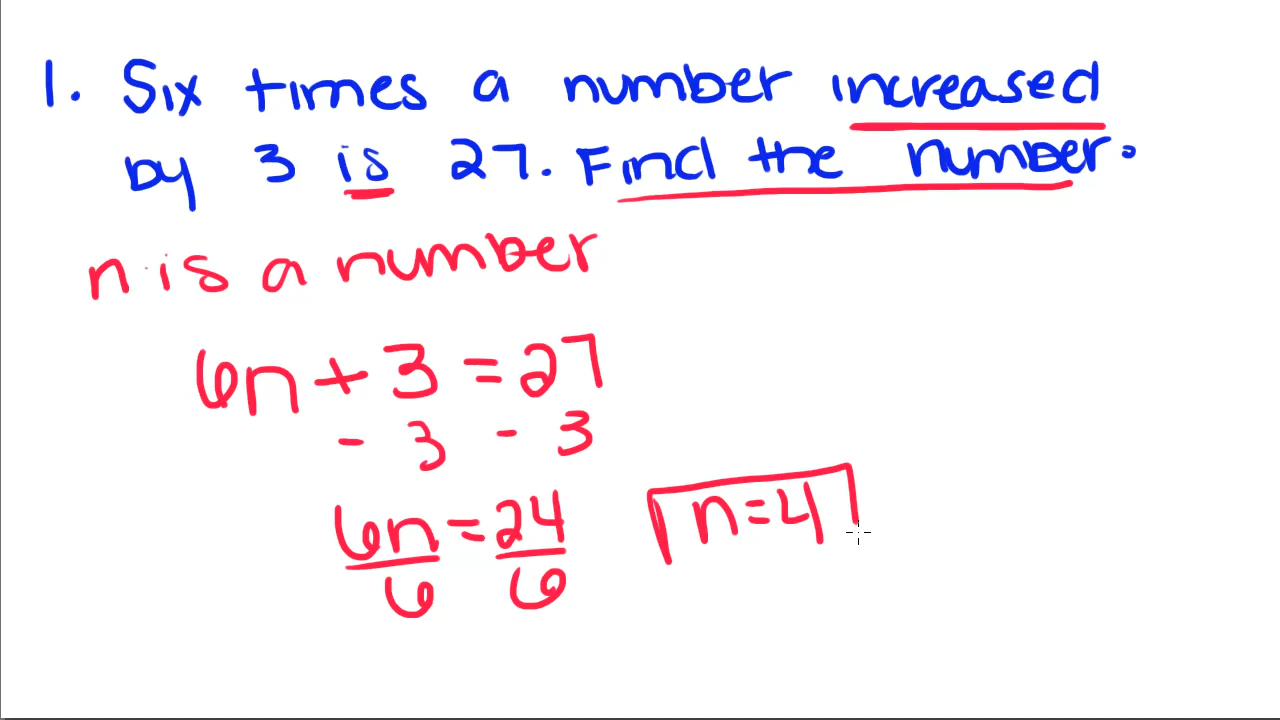 1. Six times a number increased
by 3 is 27. Find the number.
n is a number
6n + 3 = 27
- 3 - 3
6n = 24
6 6
n = 4